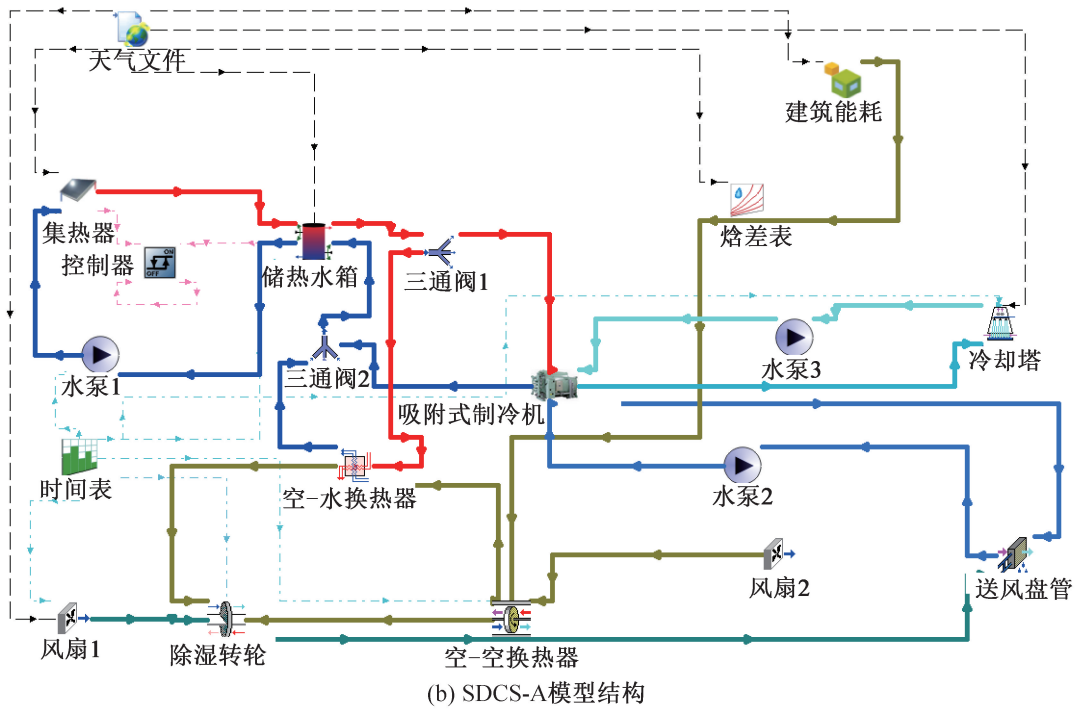 天气文件
建筑能耗
集热器
焓差表
控制器
ON
OFF
储热水箱
三通阀1
水泵1
三通阀2
水泵3
冷却塔
吸附式制冷机
时间表
空-水换热器
水泵2
风扇2
送风盘管
风扇1
除湿转轮
空-空换热器
(b) SDCS-A模型结构